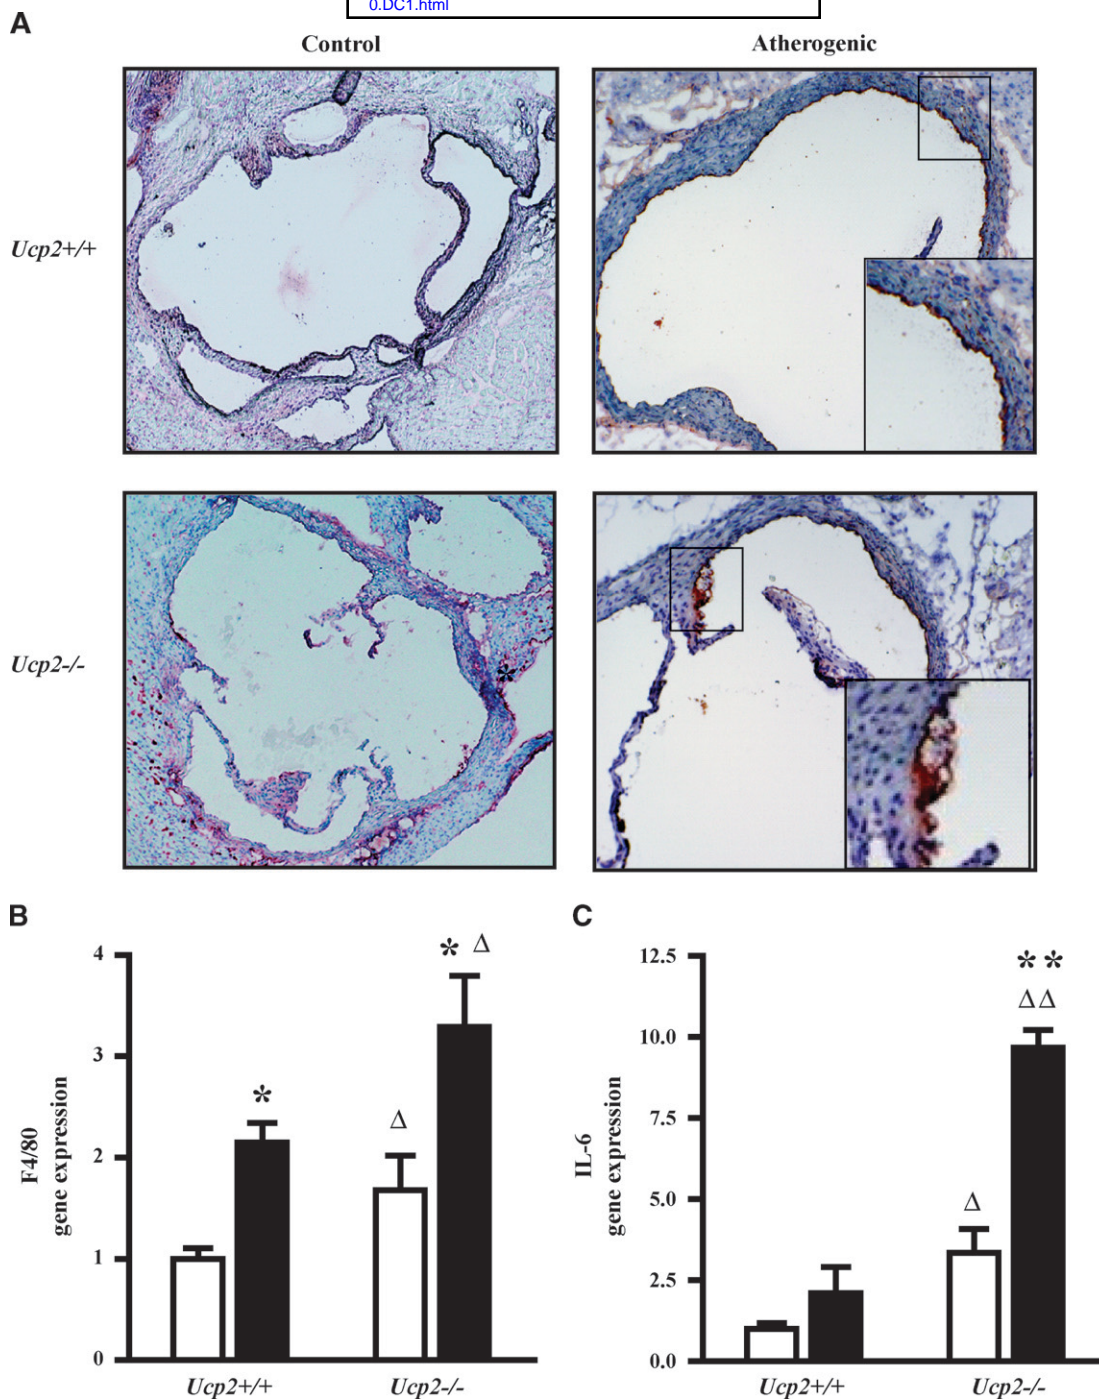 0.DC1.html
A
Control
Atherogenic
Ucp2+/+
Ucp2-/-
B
F4/80
gene expression
4
3
2
1
0
*
Δ
* Δ
Ucp2+/+
Ucp2-/-
C
IL-6
gene expression
12.5
10.0
7.5
5.0
2.5
0.0
Δ
**
ΔΔ
Ucp2+/+
Ucp2-/-